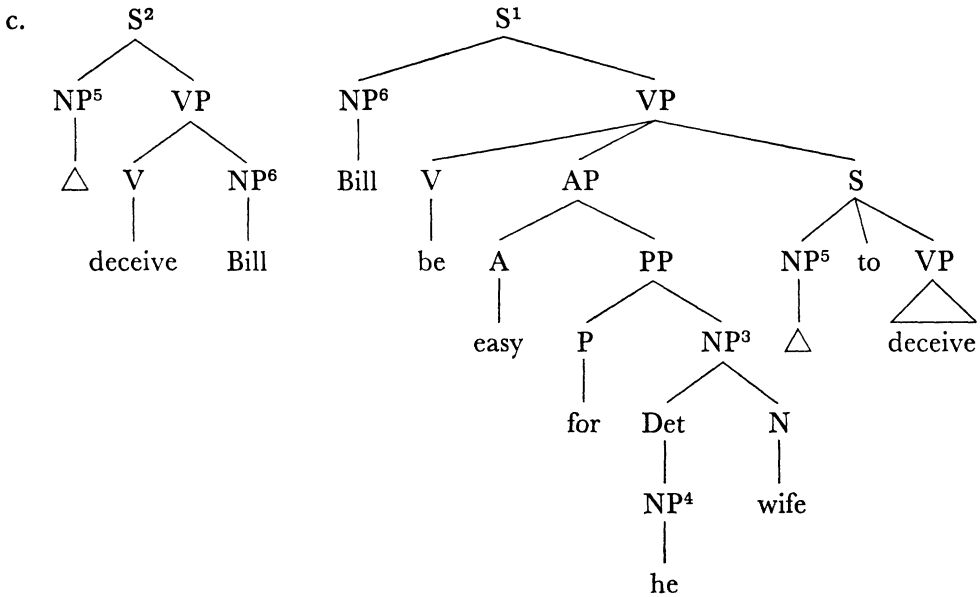 c. S² S¹
NP⁵ VP NP⁶ VP
△ V NP⁶ Bill V AP S
deceive Bill be A PP NP⁵ to VP
easy P NP³ △ deceive
for Det N
NP⁴ wife
he